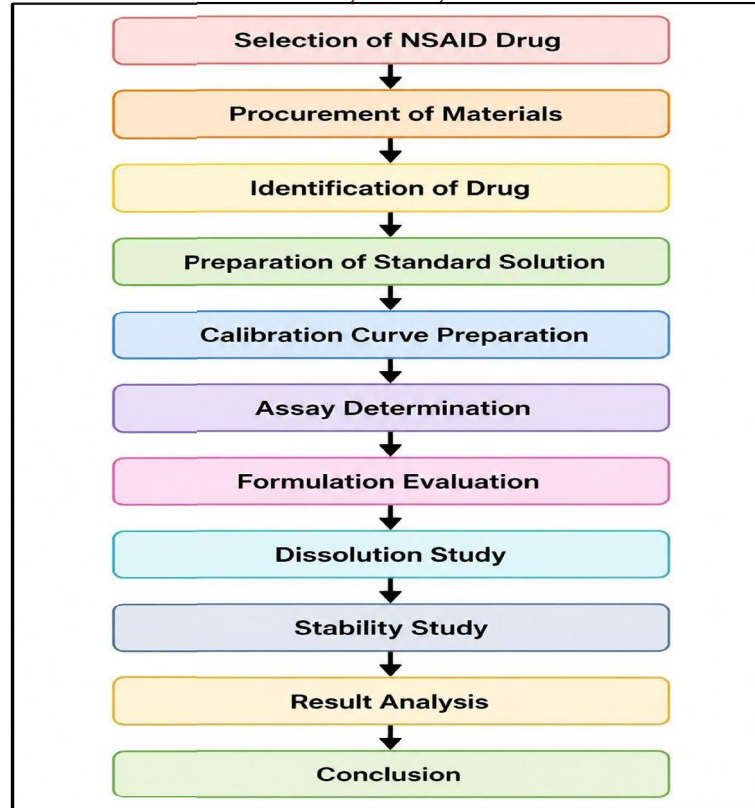 Selection of NSAID Drug
Procurement of Materials
Identification of Drug
Preparation of Standard Solution
Calibration Curve Preparation
Assay Determination
Formulation Evaluation
Dissolution Study
Stability Study
Result Analysis
Conclusion